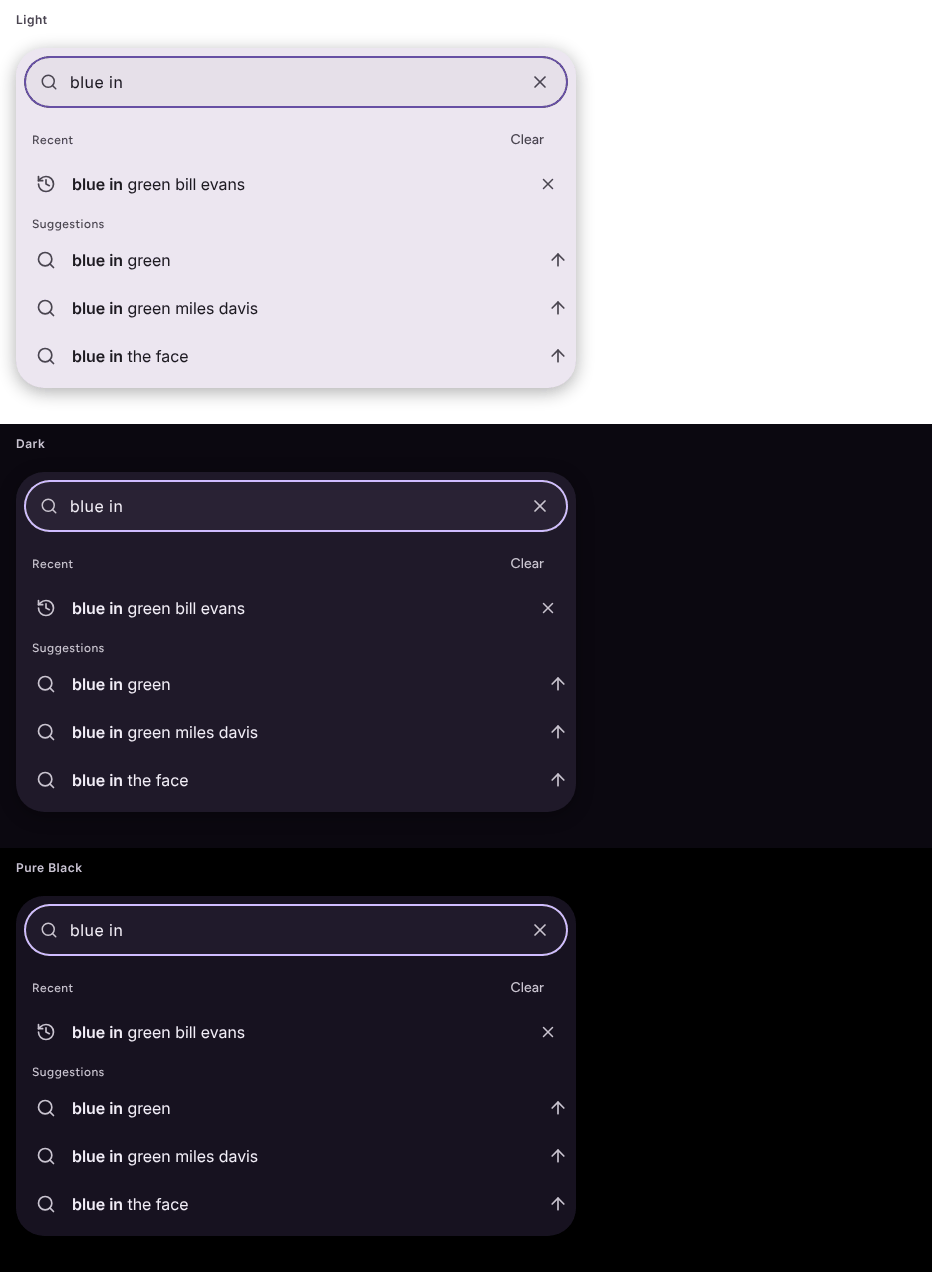 Light
blue in
Recent Clear
blue in green bill evans
Suggestions
blue in green
blue in green miles davis
blue in the face
Dark
blue in
Recent Clear
blue in green bill evans
Suggestions
blue in green
blue in green miles davis
blue in the face
Pure Black
blue in
Recent Clear
blue in green bill evans
Suggestions
blue in green
blue in green miles davis
blue in the face